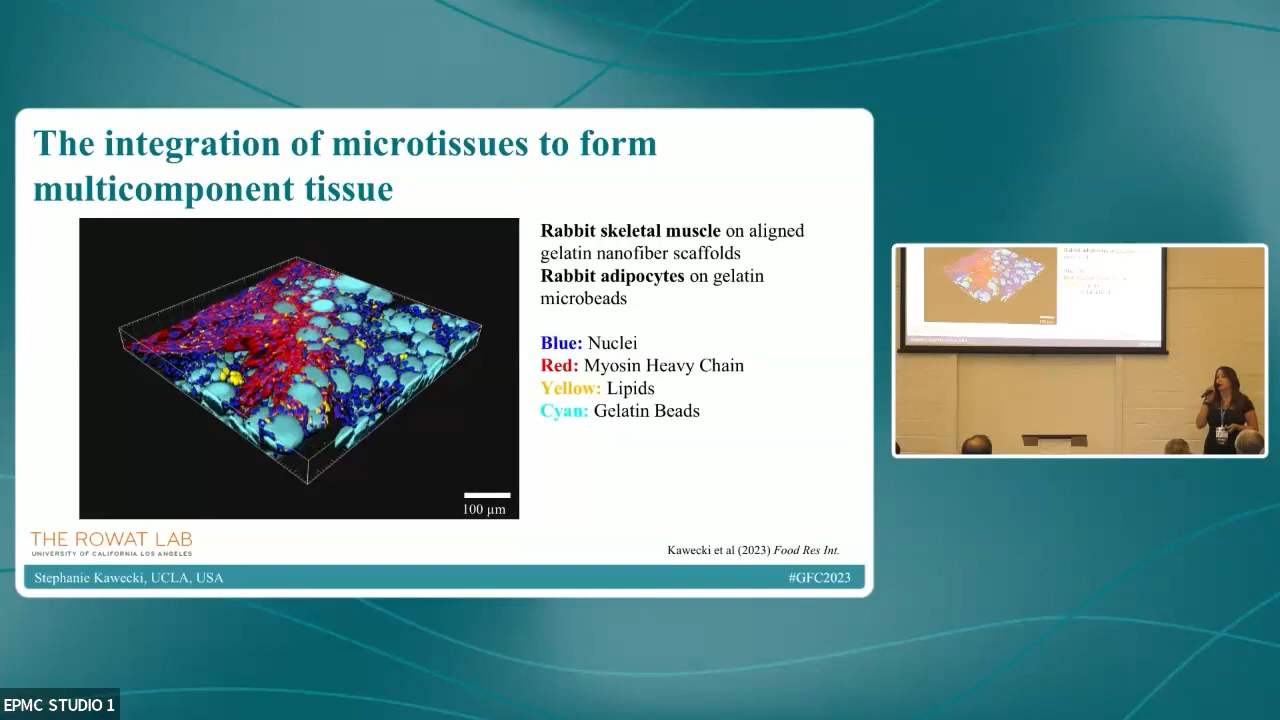 The integration of microtissues to form
multicomponent tissue
Rabbit skeletal muscle on aligned
gelatin nanofiber scaffolds
Rabbit adipocytes on gelatin
microbeads
Blue: Nuclei
Red: Myosin Heavy Chain
Yellow: Lipids
Cyan: Gelatin Beads
100 µm
THE ROWAT LAB
UNIVERSITY OF CALIFORNIA LOS ANGELES
Kawecki et al (2023) Food Res Int.
Stephanie Kawecki, UCLA, USA
#GFC2023
EPMC STUDIO 1